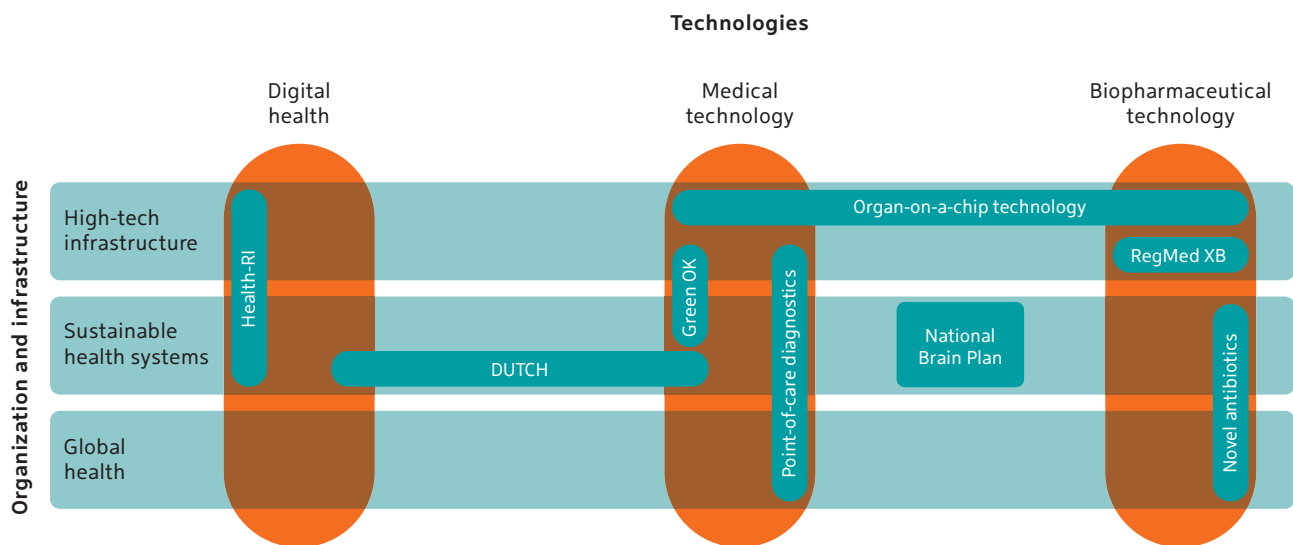 Technologies
Digital
health
Medical
technology
Biopharmaceutical
technology
Organization and infrastructure
High-tech
infrastructure
Sustainable
health systems
Global
health
Health-RI
DUTCH
Green OK
Point-of-care diagnostics
Organ-on-a-chip technology
RegMed XB
National
Brain Plan
Novel antibiotics